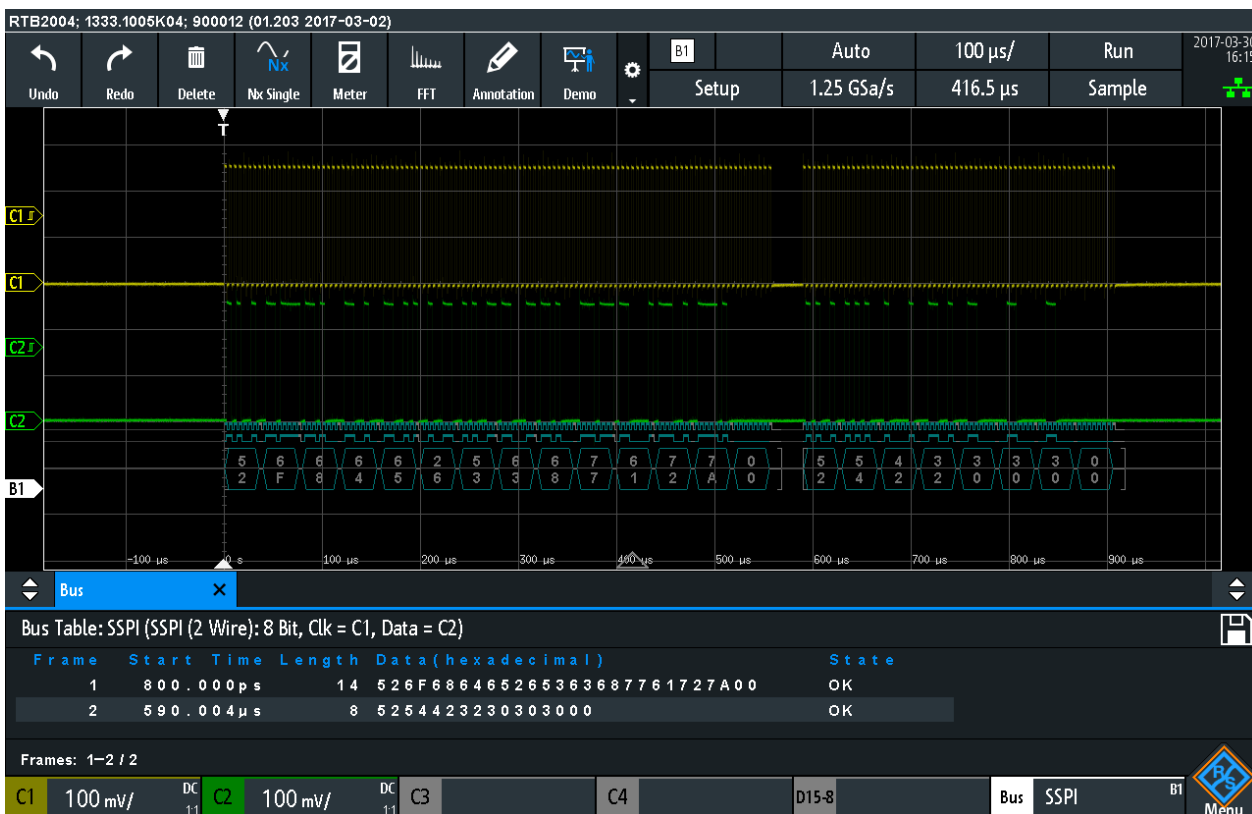 RTB2004; 1333.1005K04; 900012 (01.203 2017-03-02)
Undo Redo Delete Nx Single Meter FFT Annotation Demo
Nx
B1 Auto 100 µs/ Run
Setup 1.25 GSa/s 416.5 µs Sample
2017-03-30
16:15
T
C1
C1
C2
C2
5 6 6 6 6 2 5 6 6 7 6 7 7 0 5 5 4 3 3 3 3 0
2 F 8 4 5 6 3 3 8 7 1 2 A 0 2 4 2 2 0 0 0 0
B1
-100 µs 0 s 100 µs 200 µs 300 µs 400 µs 500 µs 600 µs 700 µs 800 µs 900 µs
Bus
Bus Table: SSPI (SSPI (2 Wire): 8 Bit, Clk = C1, Data = C2)
Frame Start Time Length Data(hexadecimal) State
1 800.000ps 14 526F686465265363687761727A00 OK
2 590.004µs 8 5254423230303000 OK
Frames: 1-2 / 2
C1 100 mV/ DC 1:1 C2 100 mV/ DC 1:1 C3 C4 D15-8 Bus SSPI B1
R/S
Menu